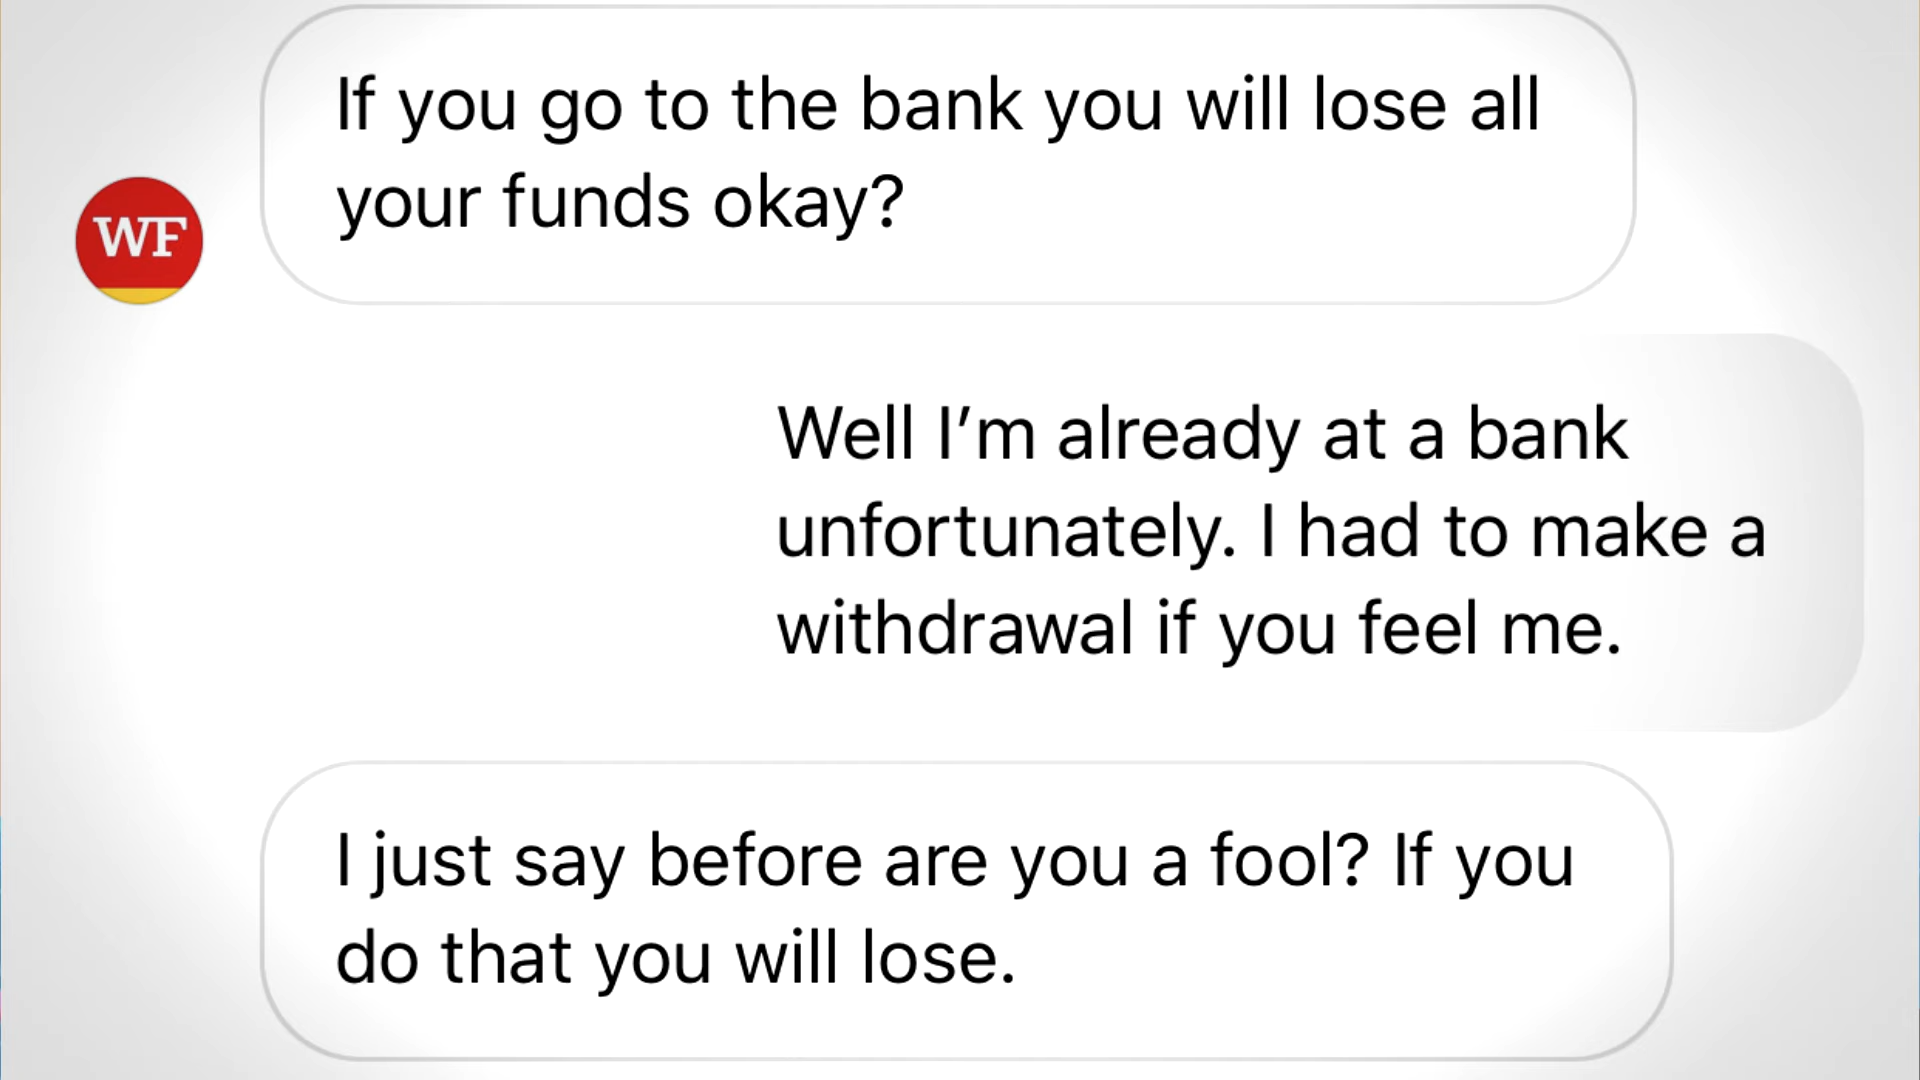 If you go to the bank you will lose all
your funds okay?
WF
Well I’m already at a bank
unfortunately. I had to make a
withdrawal if you feel me.
I just say before are you a fool? If you
do that you will lose.